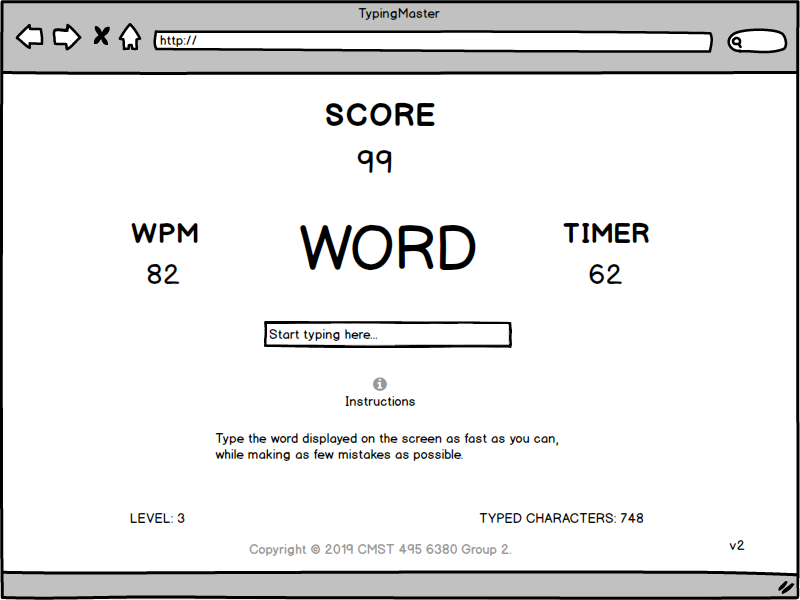 TypingMaster
http://
SCORE
99
WPM
WORD
TIMER
82
62
Start typing here...
i
Instructions
Type the word displayed on the screen as fast as you can,
while making as few mistakes as possible.
LEVEL: 3
TYPED CHARACTERS: 748
Copyright © 2019 CMST 495 6380 Group 2.
v2